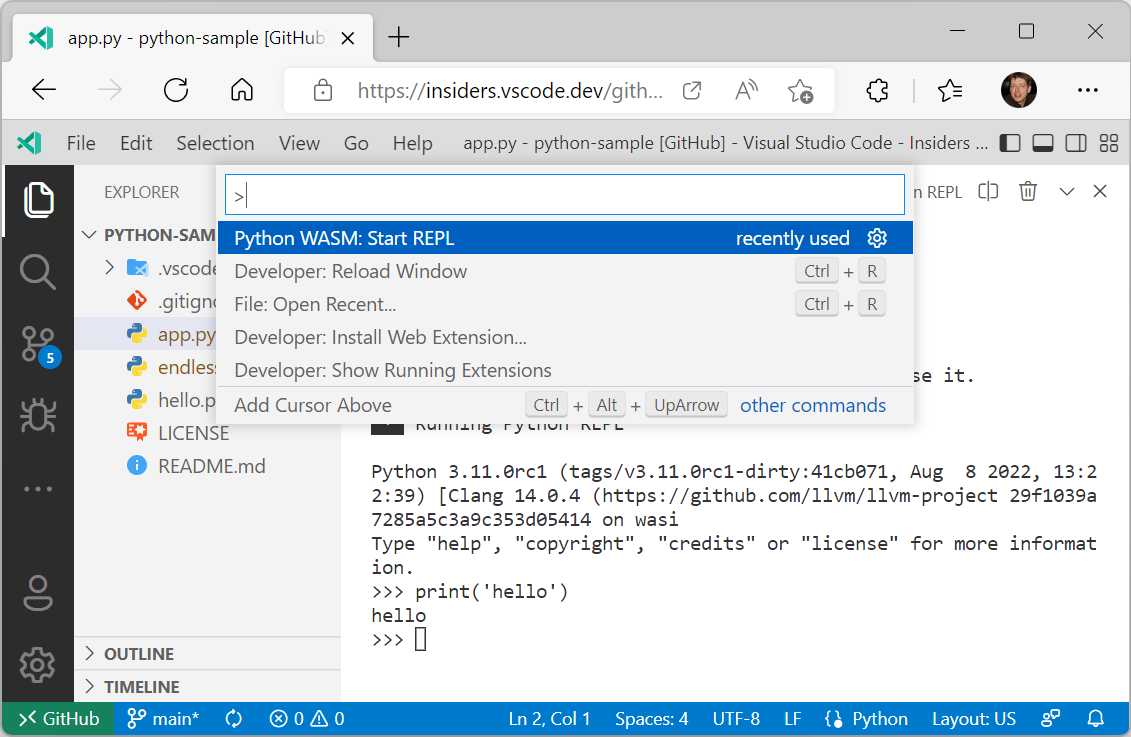 app.py - python-sample [GitHub
https://insiders.vscode.dev/gith...
File Edit Selection View Go Help app.py - python-sample [GitHub] - Visual Studio Code - Insiders ...
EXPLORER
PYTHON-SAM
.vscode
.gitigno
app.py
endless
hello.p
LICENSE
README.md
OUTLINE
TIMELINE
5
>
Python WASM: Start REPL recently used
Developer: Reload Window Ctrl + R
File: Open Recent... Ctrl + R
Developer: Install Web Extension...
Developer: Show Running Extensions
Add Cursor Above Ctrl + Alt + UpArrow other commands
n REPL
se it.
Running Python REPL
Python 3.11.0rc1 (tags/v3.11.0rc1-dirty:41cb071, Aug  8 2022, 13:2
2:39) [Clang 14.0.4 (https://github.com/llvm/llvm-project 29f1039a
7285a5c3a9c353d05414 on wasi
Type "help", "copyright", "credits" or "license" for more informat
ion.
>>> print('hello')
hello
>>>
GitHub main* 0 0 Ln 2, Col 1 Spaces: 4 UTF-8 LF Python Layout: US